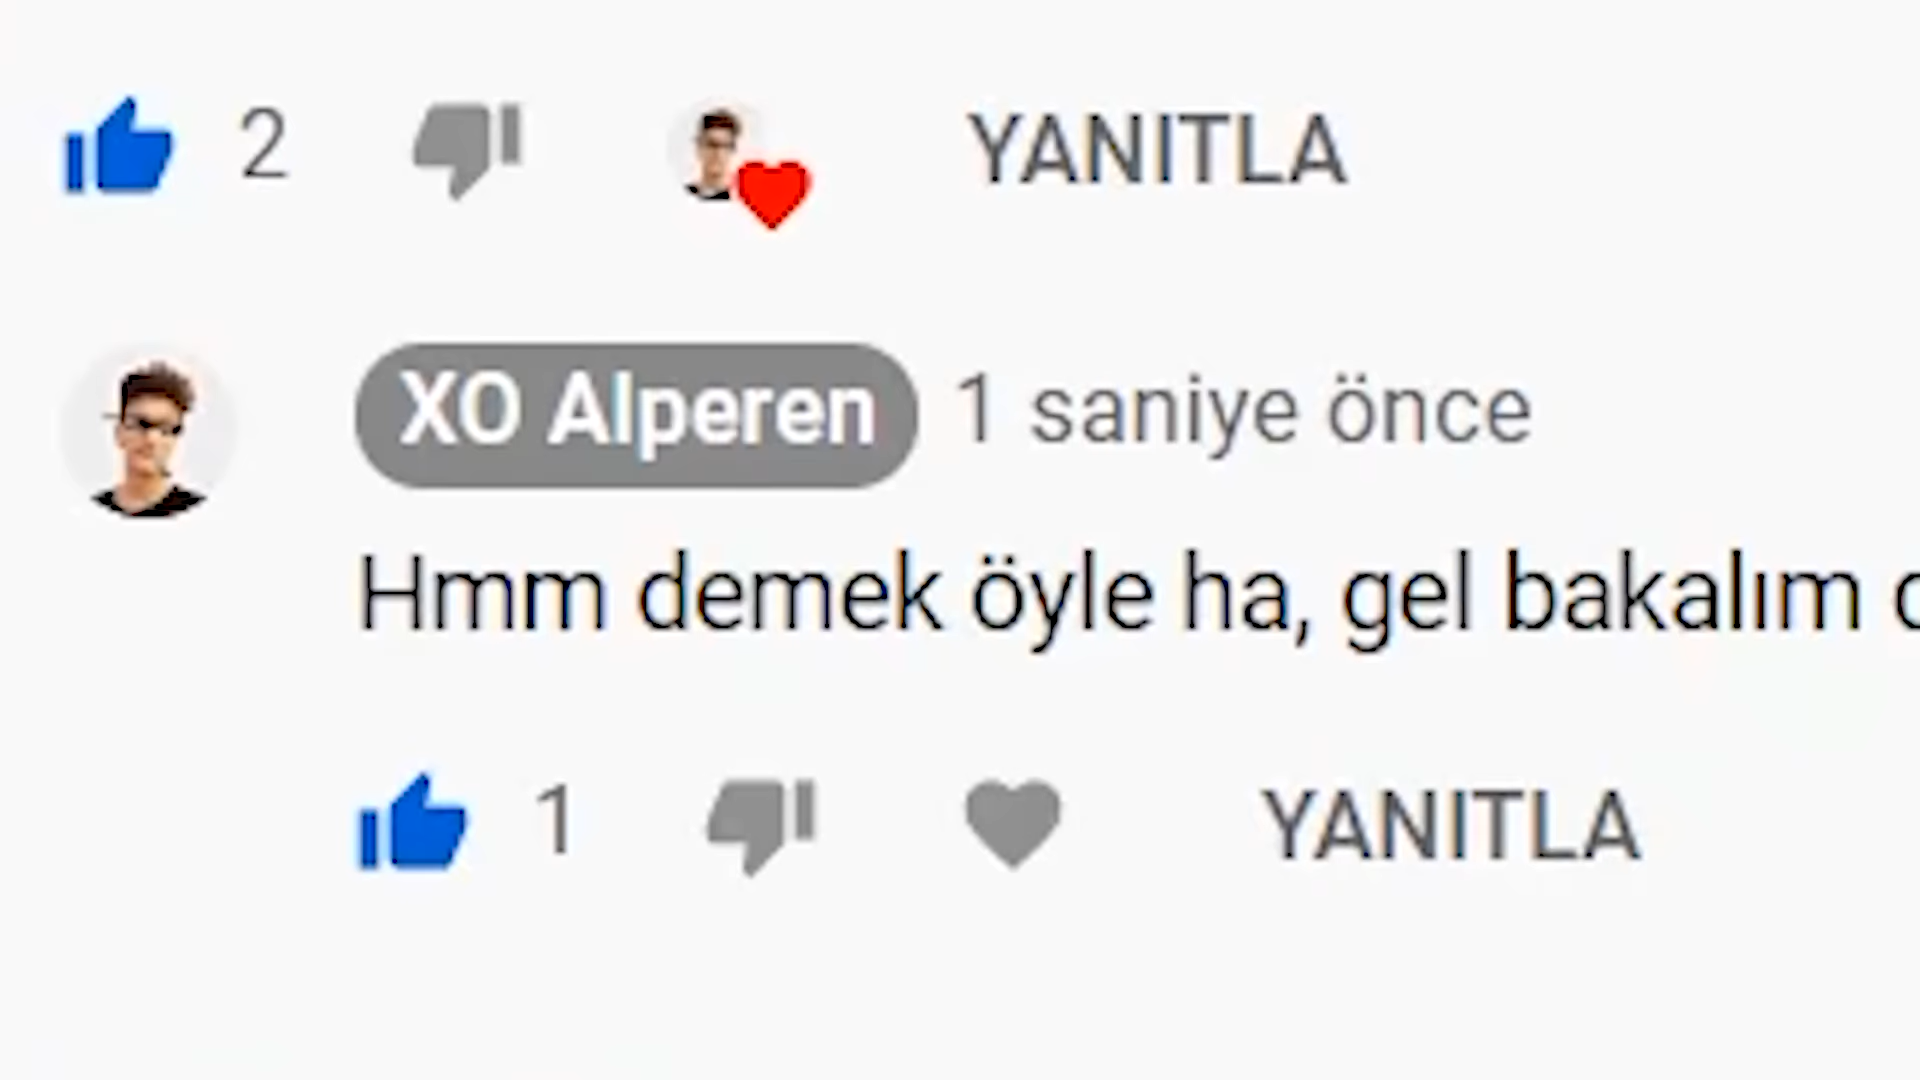 2 YANITLA
XO Alperen 1 saniye önce
Hmm demek öyle ha, gel bakalım
1 YANITLA